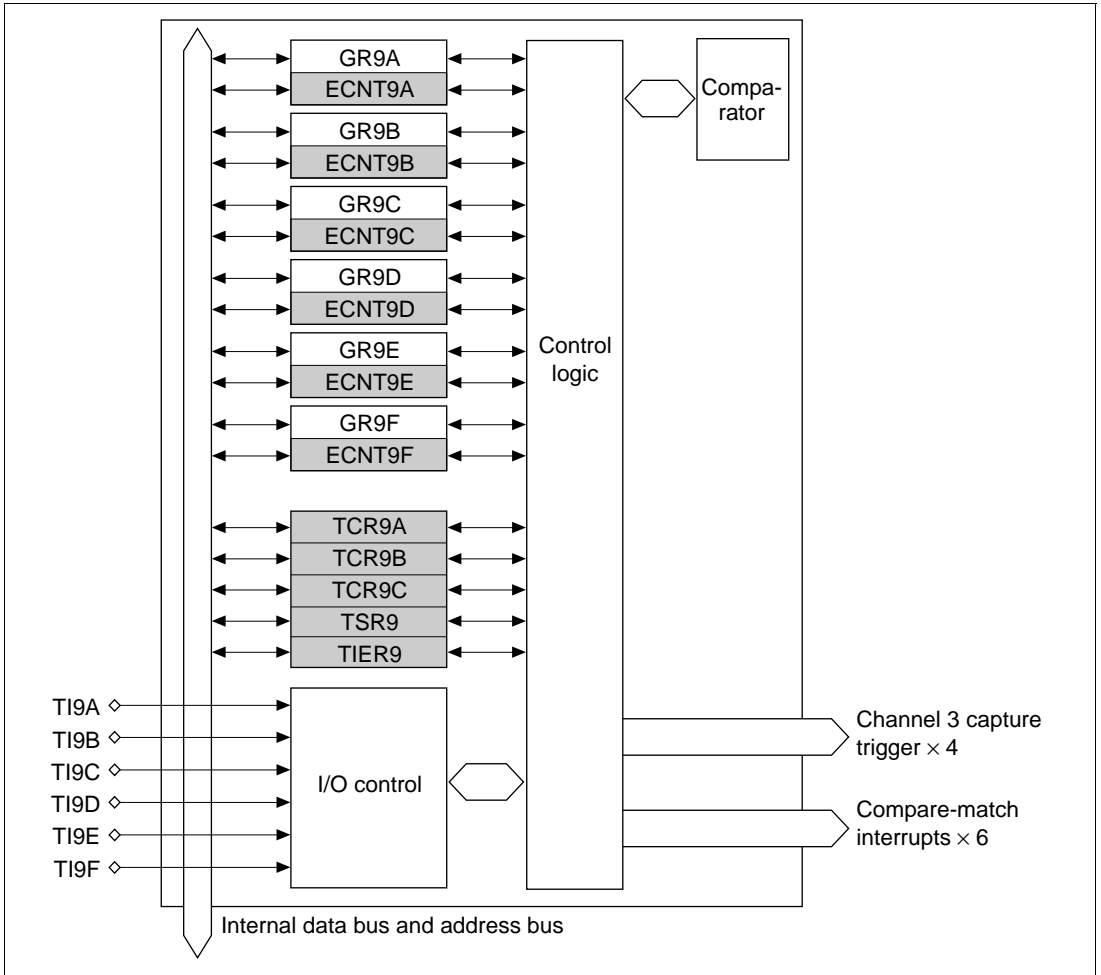 GR9A
ECNT9A
GR9B
ECNT9B
GR9C
ECNT9C
GR9D
ECNT9D
GR9E
ECNT9E
GR9F
ECNT9F
TCR9A
TCR9B
TCR9C
TSR9
TIER9
Control
logic
Compa-
rator
TI9A
TI9B
TI9C
TI9D
TI9E
TI9F
I/O control
Channel 3 capture
trigger × 4
Compare-match
interrupts × 6
Internal data bus and address bus